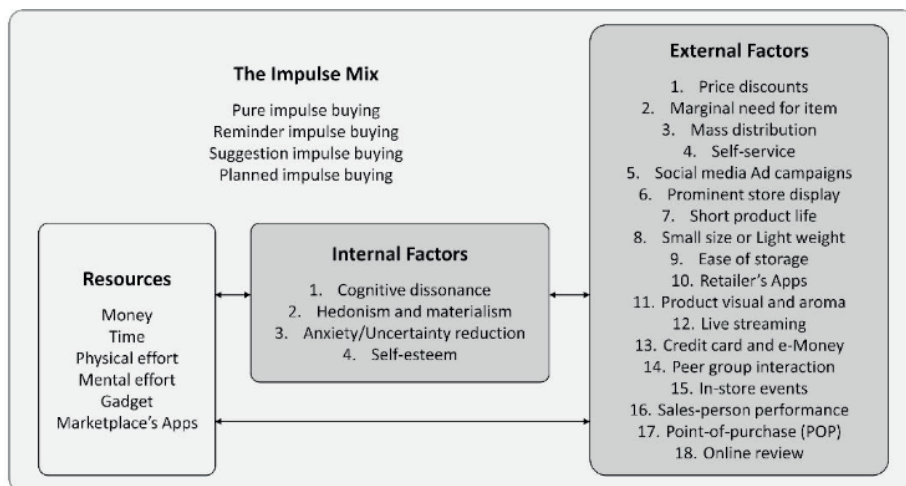 The Impulse Mix
Pure impulse buying
Reminder impulse buying
Suggestion impulse buying
Planned impulse buying
Resources
Money
Time
Physical effort
Mental effort
Gadget
Marketplace's Apps
Internal Factors
1. Cognitive dissonance
2. Hedonism and materialism
3. Anxiety/Uncertainty reduction
4. Self-esteem
External Factors
1. Price discounts
2. Marginal need for item
3. Mass distribution
4. Self-service
5. Social media Ad campaigns
6. Prominent store display
7. Short product life
8. Small size or Light weight
9. Ease of storage
10. Retailer's Apps
11. Product visual and aroma
12. Live streaming
13. Credit card and e-Money
14. Peer group interaction
15. In-store events
16. Sales-person performance
17. Point-of-purchase (POP)
18. Online review